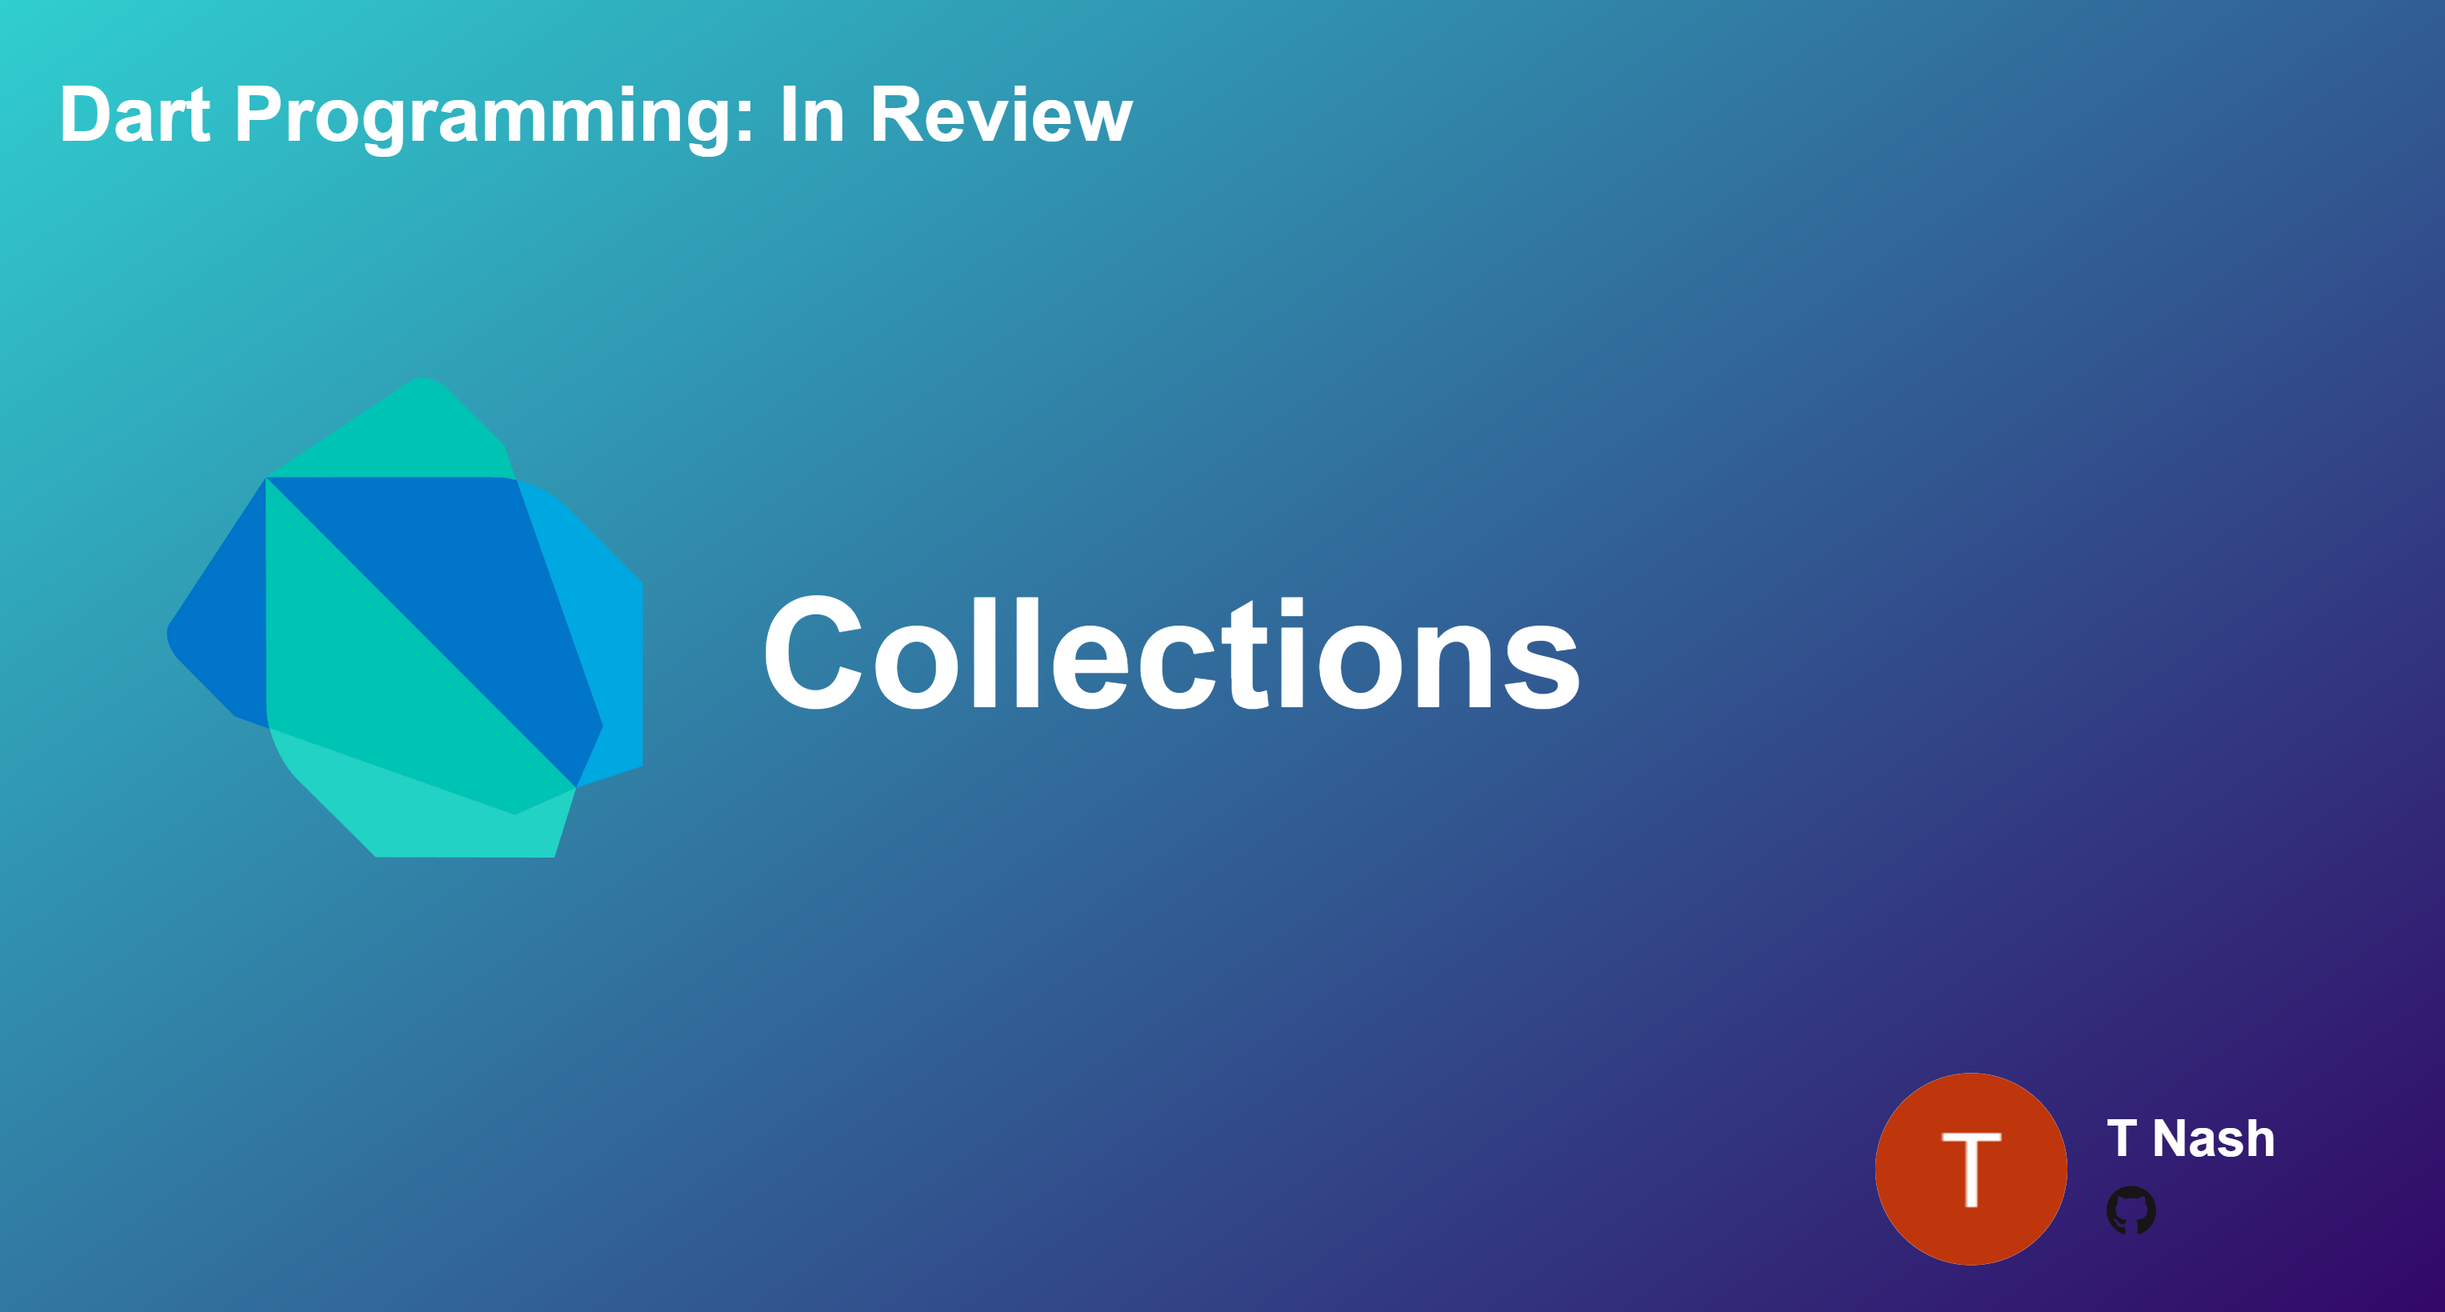 Dart Programming: In Review
Collections
T
T Nash